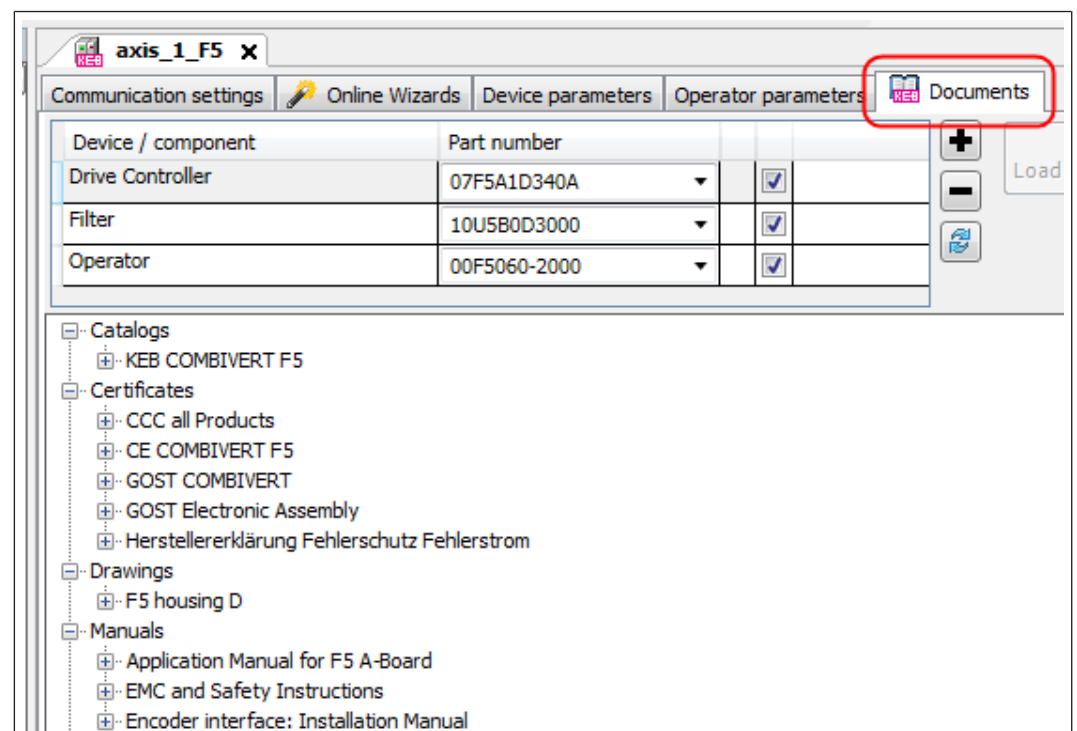 axis_1_F5 x
Communication settings Online Wizards Device parameters Operator parameters KEB Documents
Device / component Part number
Drive Controller 07F5A1D340A
Load
Filter 10U5B0D3000
Operator 00F5060-2000
Catalogs
KEB COMBIVERT F5
Certificates
CCC all Products
CE COMBIVERT F5
GOST COMBIVERT
GOST Electronic Assembly
Herstellererklärung Fehlerschutz Fehlerstrom
Drawings
F5 housing D
Manuals
Application Manual for F5 A-Board
EMC and Safety Instructions
Encoder interface: Installation Manual